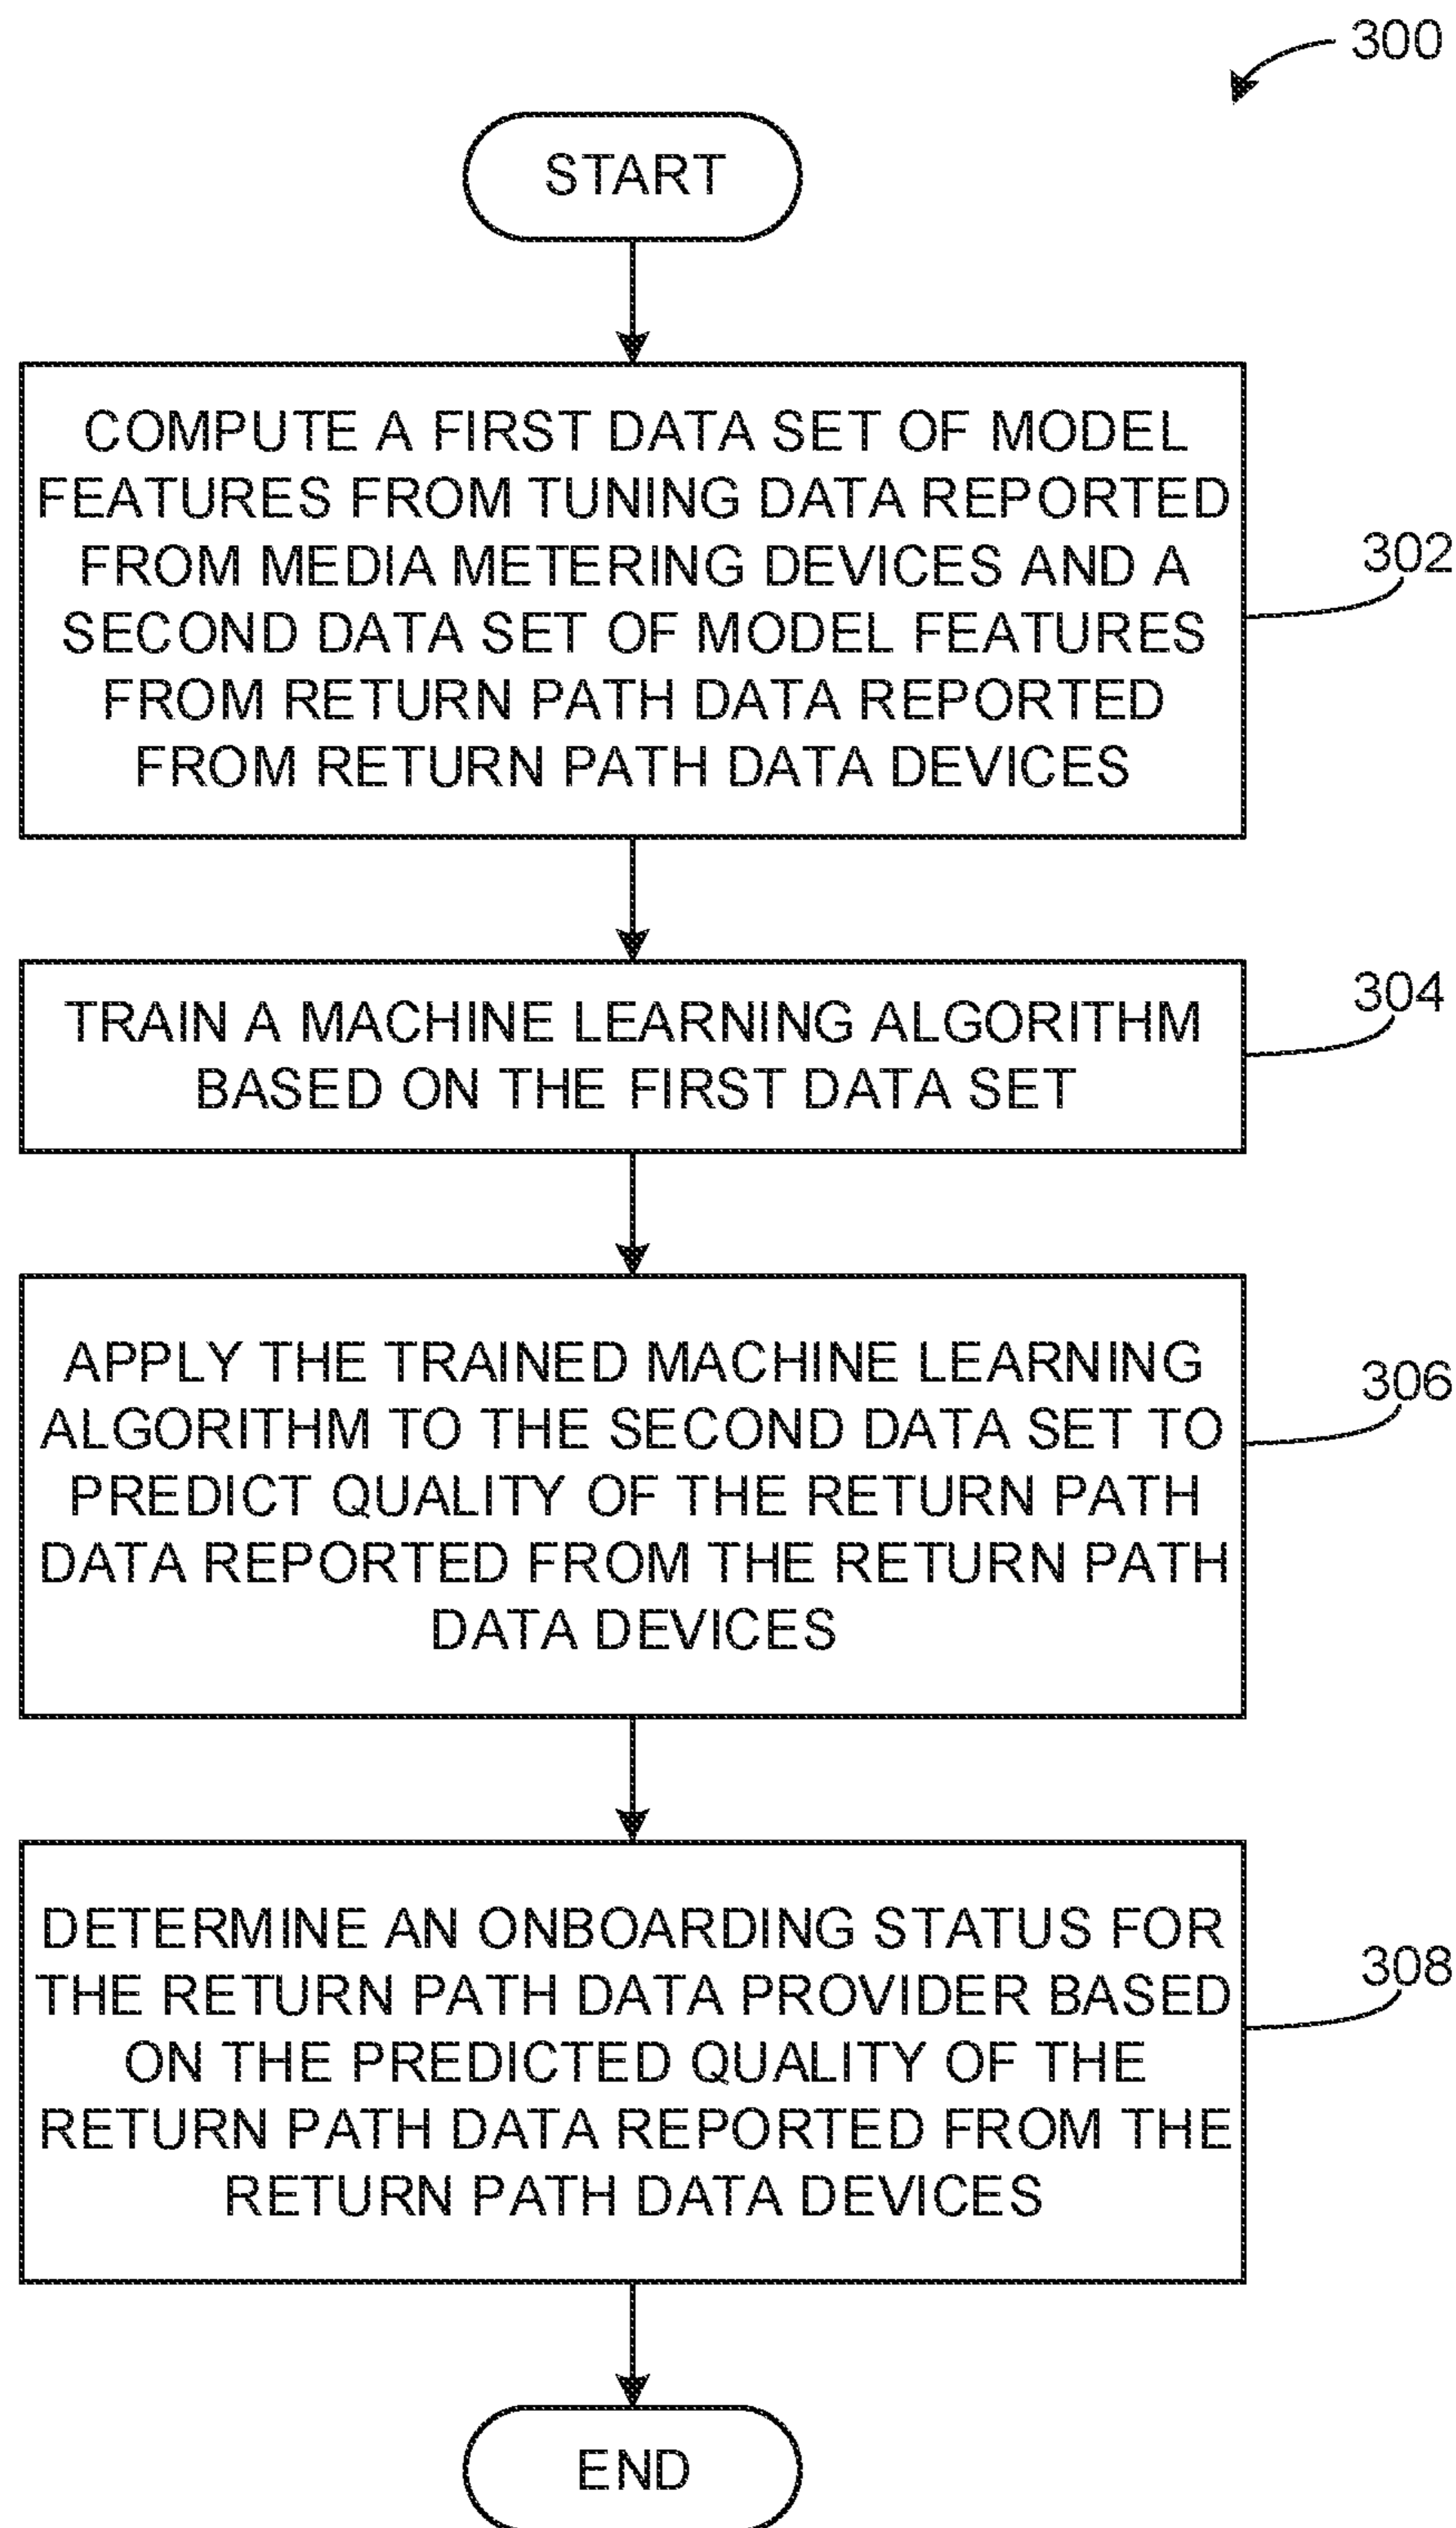 300
START
COMPUTE A FIRST DATA SET OF MODEL
FEATURES FROM TUNING DATA REPORTED
FROM MEDIA METERING DEVICES AND A
SECOND DATA SET OF MODEL FEATURES
FROM RETURN PATH DATA REPORTED
FROM RETURN PATH DATA DEVICES
302
TRAIN A MACHINE LEARNING ALGORITHM
BASED ON THE FIRST DATA SET
304
APPLY THE TRAINED MACHINE LEARNING
ALGORITHM TO THE SECOND DATA SET TO
PREDICT QUALITY OF THE RETURN PATH
DATA REPORTED FROM THE RETURN PATH
DATA DEVICES
306
DETERMINE AN ONBOARDING STATUS FOR
THE RETURN PATH DATA PROVIDER BASED
ON THE PREDICTED QUALITY OF THE
RETURN PATH DATA REPORTED FROM THE
RETURN PATH DATA DEVICES
308
END